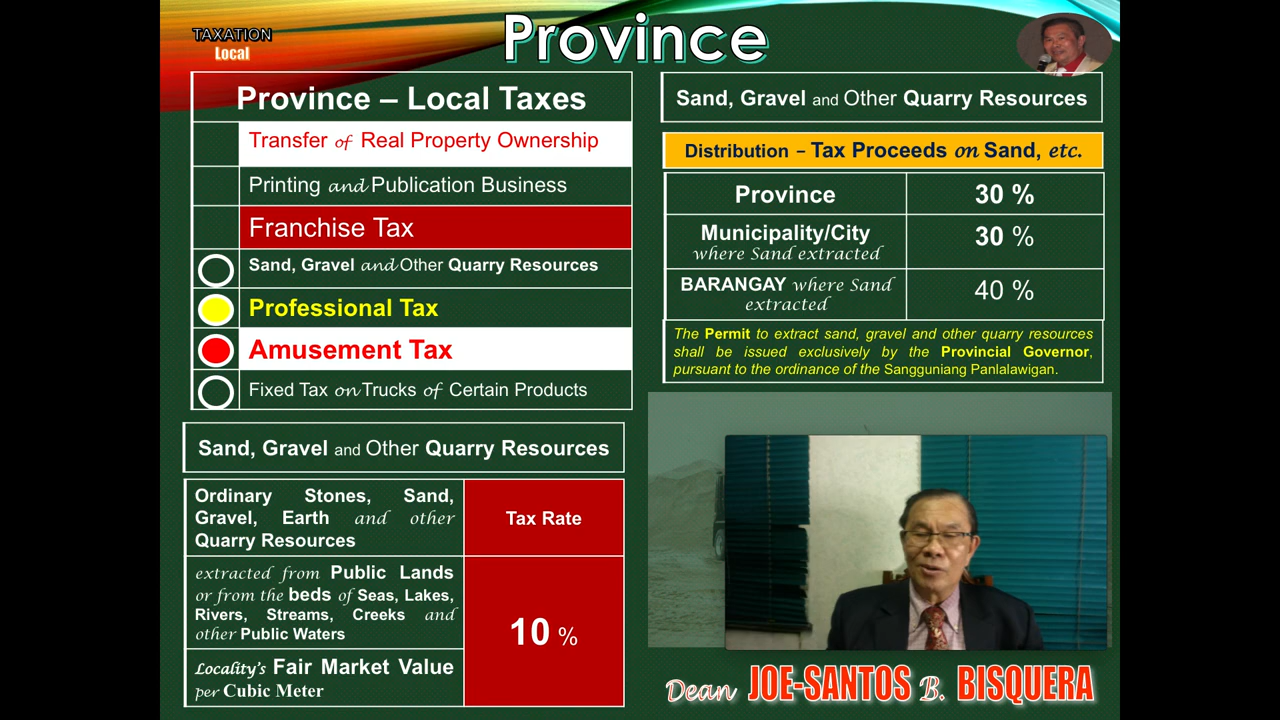 TAXATION
Local
Province
Province – Local Taxes
Transfer of Real Property Ownership
Printing and Publication Business
Franchise Tax
Sand, Gravel and Other Quarry Resources
Professional Tax
Amusement Tax
Fixed Tax on Trucks of Certain Products
Sand, Gravel and Other Quarry Resources
Ordinary Stones, Sand,
Gravel, Earth and other
Quarry Resources
Tax Rate
extracted from Public Lands
or from the beds of Seas, Lakes,
Rivers, Streams, Creeks and
other Public Waters
10 %
Locality's Fair Market Value
per Cubic Meter
Sand, Gravel and Other Quarry Resources
Distribution – Tax Proceeds on Sand, etc.
Province 30 %
Municipality/City 30 %
where Sand extracted
BARANGAY where Sand 40 %
extracted
The Permit to extract sand, gravel and other quarry resources
shall be issued exclusively by the Provincial Governor,
pursuant to the ordinance of the Sangguniang Panlalawigan.
Dean JOE-SANTOS B. BISQUERA